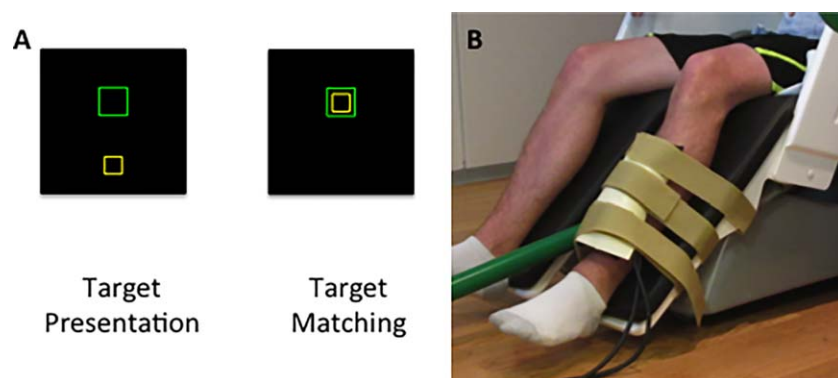 A
B
Target
Presentation
Target
Matching